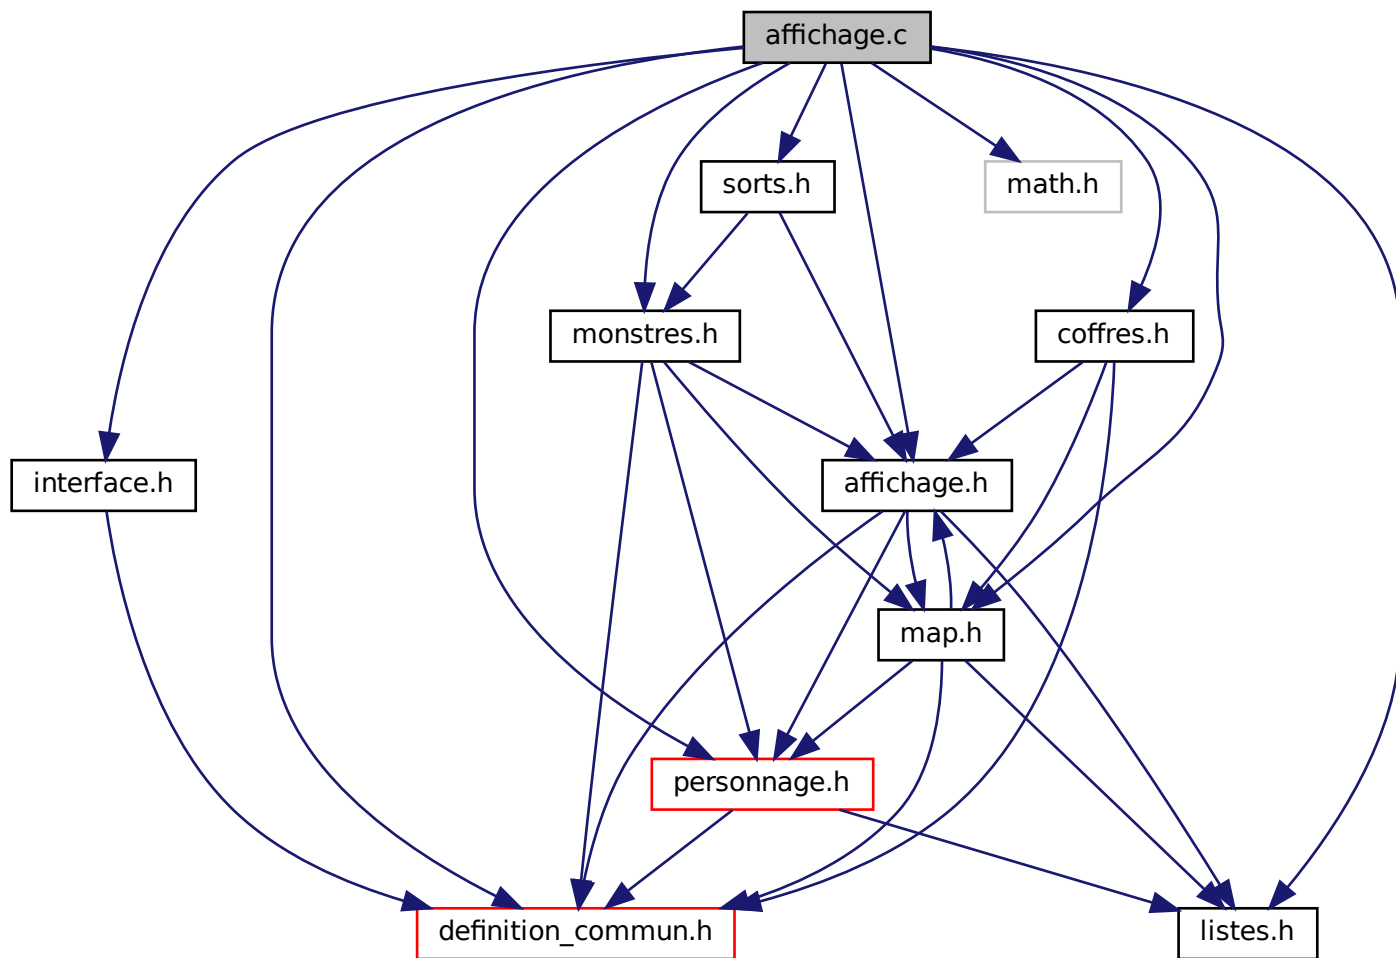 affichage.c
sorts.h
math.h
monstres.h
coffres.h
interface.h
affichage.h
map.h
personnage.h
definition_commun.h
listes.h